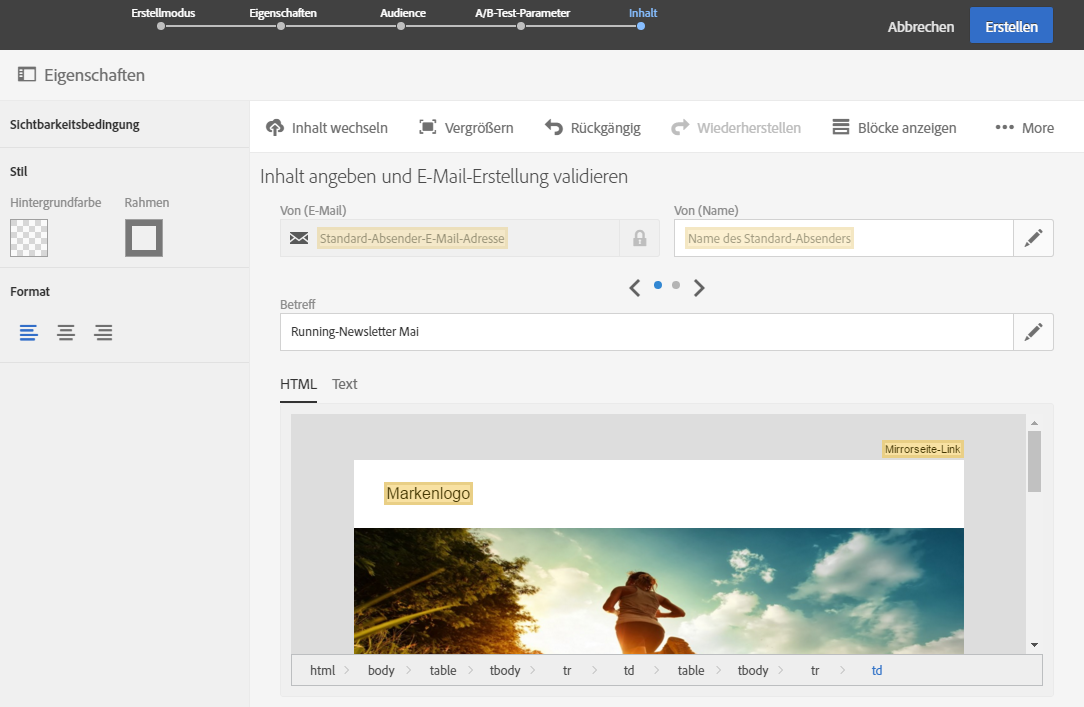 Erstellmodus Eigenschaften Audience A/B-Test-Parameter Inhalt
Abbrechen Erstellen
Eigenschaften
Sichtbarkeitsbedingung
Inhalt wechseln Vergrößern Rückgängig Wiederherstellen Blöcke anzeigen More
Stil
Hintergrundfarbe Rahmen
Format
Inhalt angeben und E-Mail-Erstellung validieren
Von (E-Mail) Von (Name)
Standard-Absender-E-Mail-Adresse Name des Standard-Absenders
Betreff
Running-Newsletter Mai
HTML Text
Mirrorseite-Link
Markenlogo
html body table tbody tr td table tbody tr td